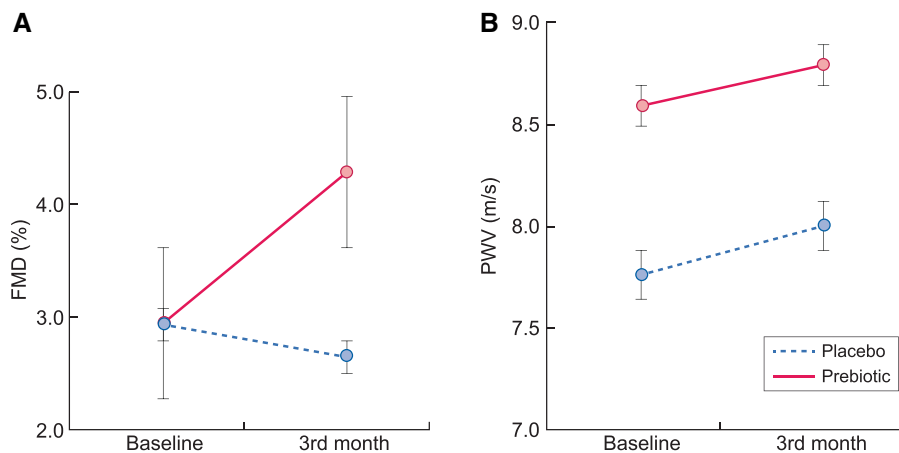 A
FMD (%)
5.0
4.0
3.0
2.0
Baseline
3rd month
B
PWV (m/s)
9.0
8.5
8.0
7.5
7.0
Placebo
Prebiotic
Baseline
3rd month